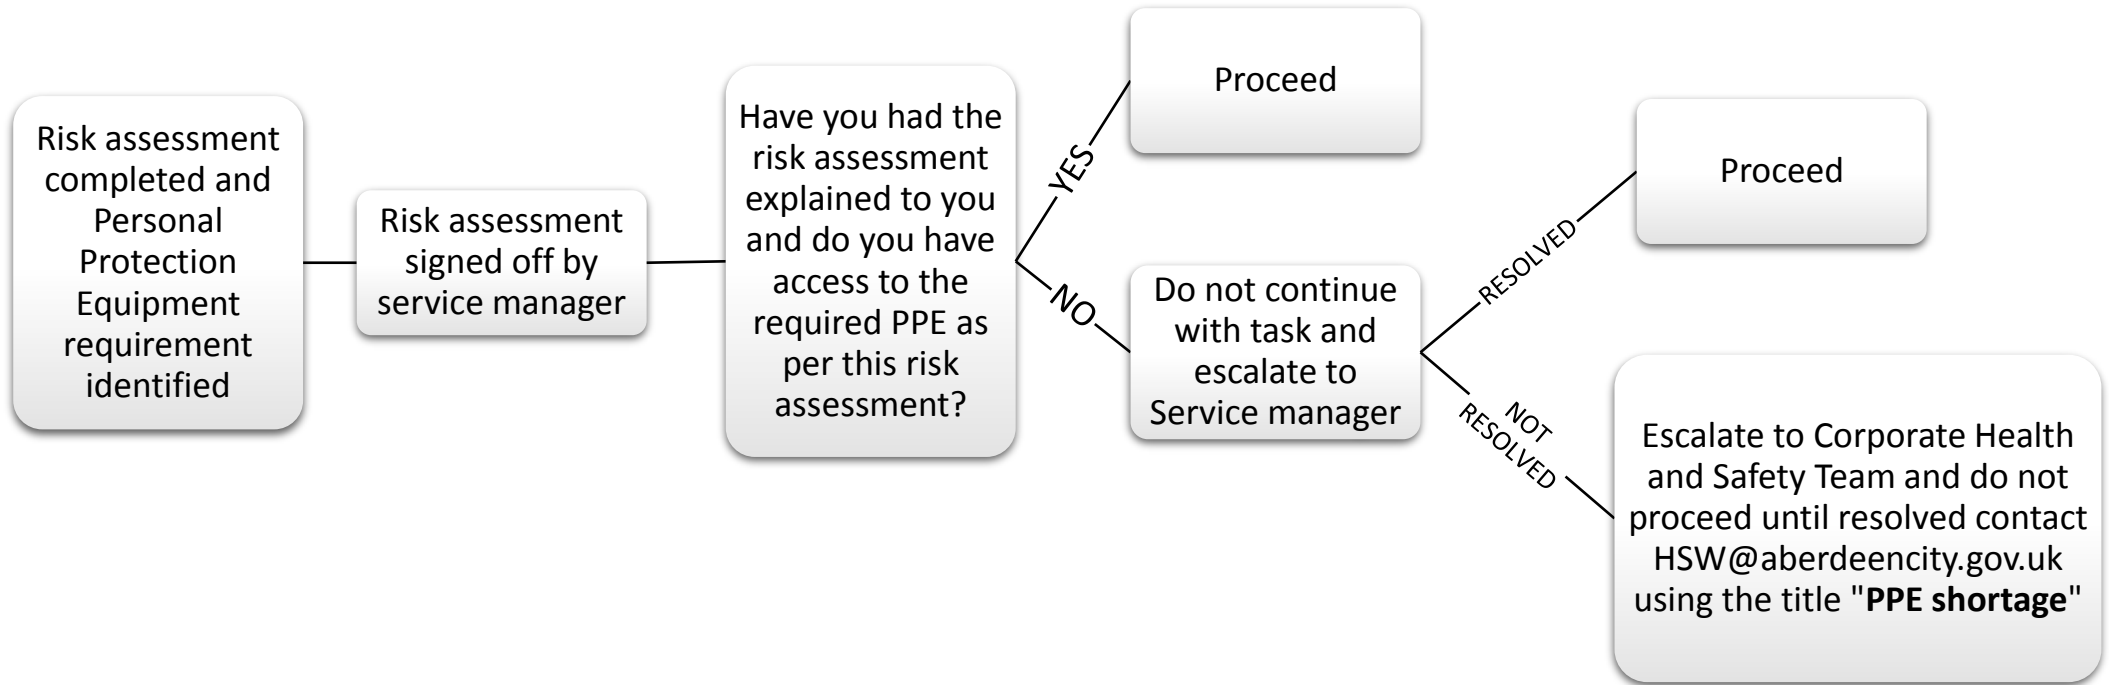 Risk assessment
completed and
Personal
Protection
Equipment
requirement
identified
Risk assessment
signed off by
service manager
Have you had the
risk assessment
explained to you
and do you have
access to the
required PPE as
per this risk
assessment?
YES
Proceed
NO
Do not continue
with task and
escalate to
Service manager
RESOLVED
Proceed
NOT
RESOLVED
Escalate to Corporate Health
and Safety Team and do not
proceed until resolved contact
HSW@aberdeencity.gov.uk
using the title "PPE shortage"